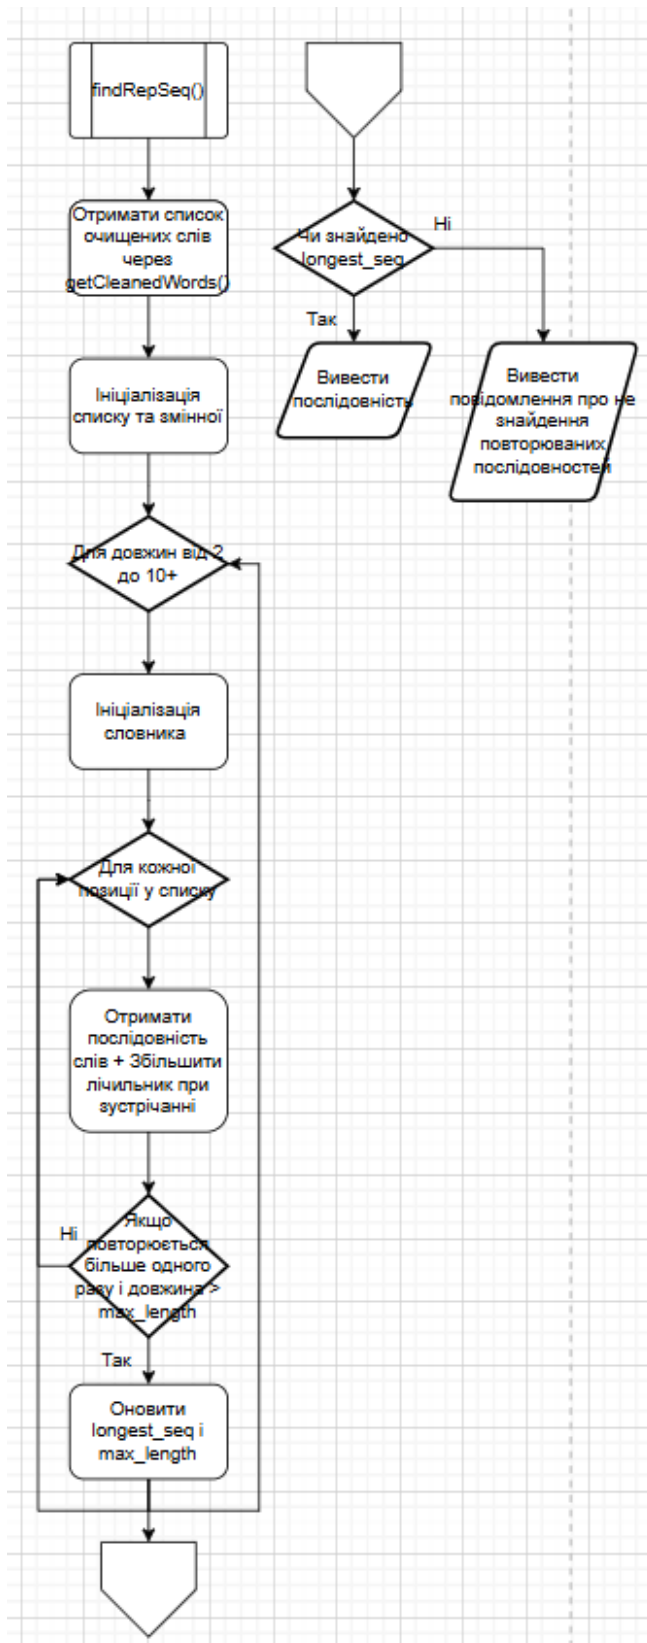 findRepSeq()
Отримати список
очищених слів
через
getCleanedWords()
Ініціалізація
списку та змінної
Для довжин від 2
до 10+
Ініціалізація
словника
Для кожної
позиції у списку
Отримати
послідовність
слів + Збільшити
лічильник при
зустрічанні
Якщо
повторюється
більше одного
разу і довжина >
max_length
Ні
Так
Оновити
longest_seq і
max_length
Чи знайдено
longest_seq
Ні
Так
Вивести
послідовність
Вивести
повідомлення про не
знайдення
повторюваних
послідовностей